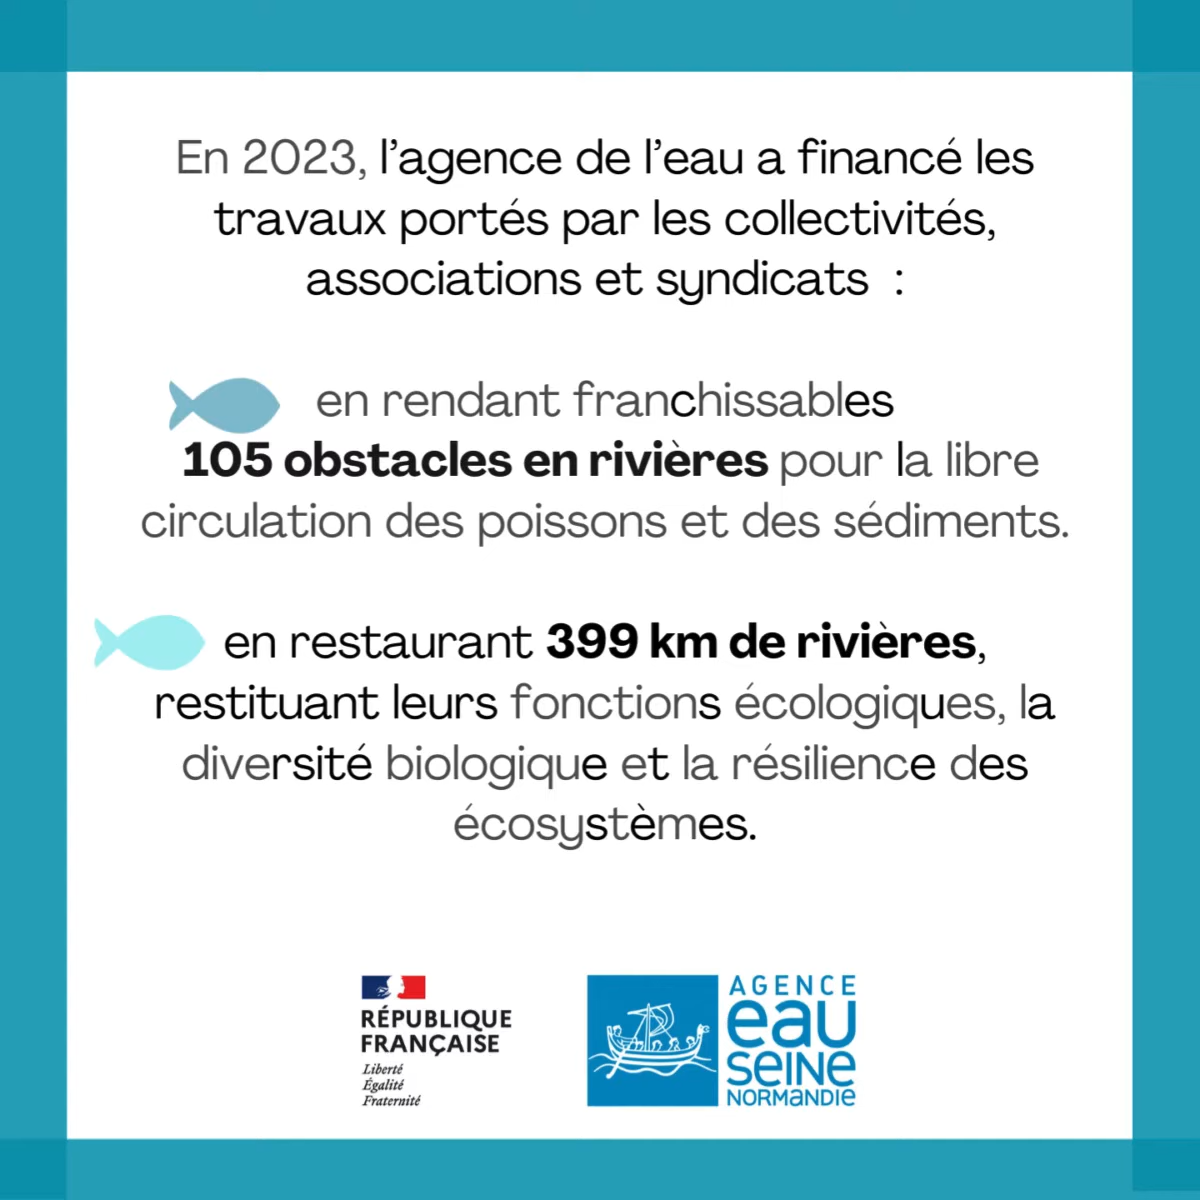 En 2023, l’agence de l’eau a financé les
travaux portés par les collectivités,
associations et syndicats  :
en rendant franchissables
105 obstacles en rivières pour la libre
circulation des poissons et des sédiments.
en restaurant 399 km de rivières,
restituant leurs fonctions écologiques, la
diversité biologique et la résilience des
écosystèmes.
RÉPUBLIQUE
FRANÇAISE
Liberté
Égalité
Fraternité
AGENCE
eau
SEINE
NORMANDIE